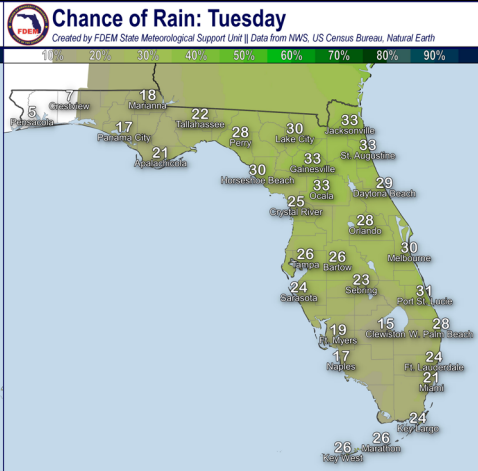 Chance of Rain: Tuesday
Created by FDEM State Meteorological Support Unit || Data from NWS, US Census Bureau, Natural Earth
FDEM
10% 20% 30% 40% 50% 60% 70% 80% 90%
5
Pensacola
7
Crestview
18
Marianna
17
Panama City
21
Apalachicola
22
Tallahassee
28
Perry
30
Lake City
33
Jacksonville
33
St. Augustine
33
Gainesville
30
Horseshoe Beach
33
Ocala
29
Daytona Beach
25
Crystal River
28
Orlando
30
Melbourne
26
Tampa
26
Bartow
24
Sarasota
23
Sebring
31
Port St. Lucie
19
Ft. Myers
15
Clewiston
28
W. Palm Beach
17
Naples
24
Ft. Lauderdale
21
Miami
24
Key Largo
26
Marathon
26
Key West